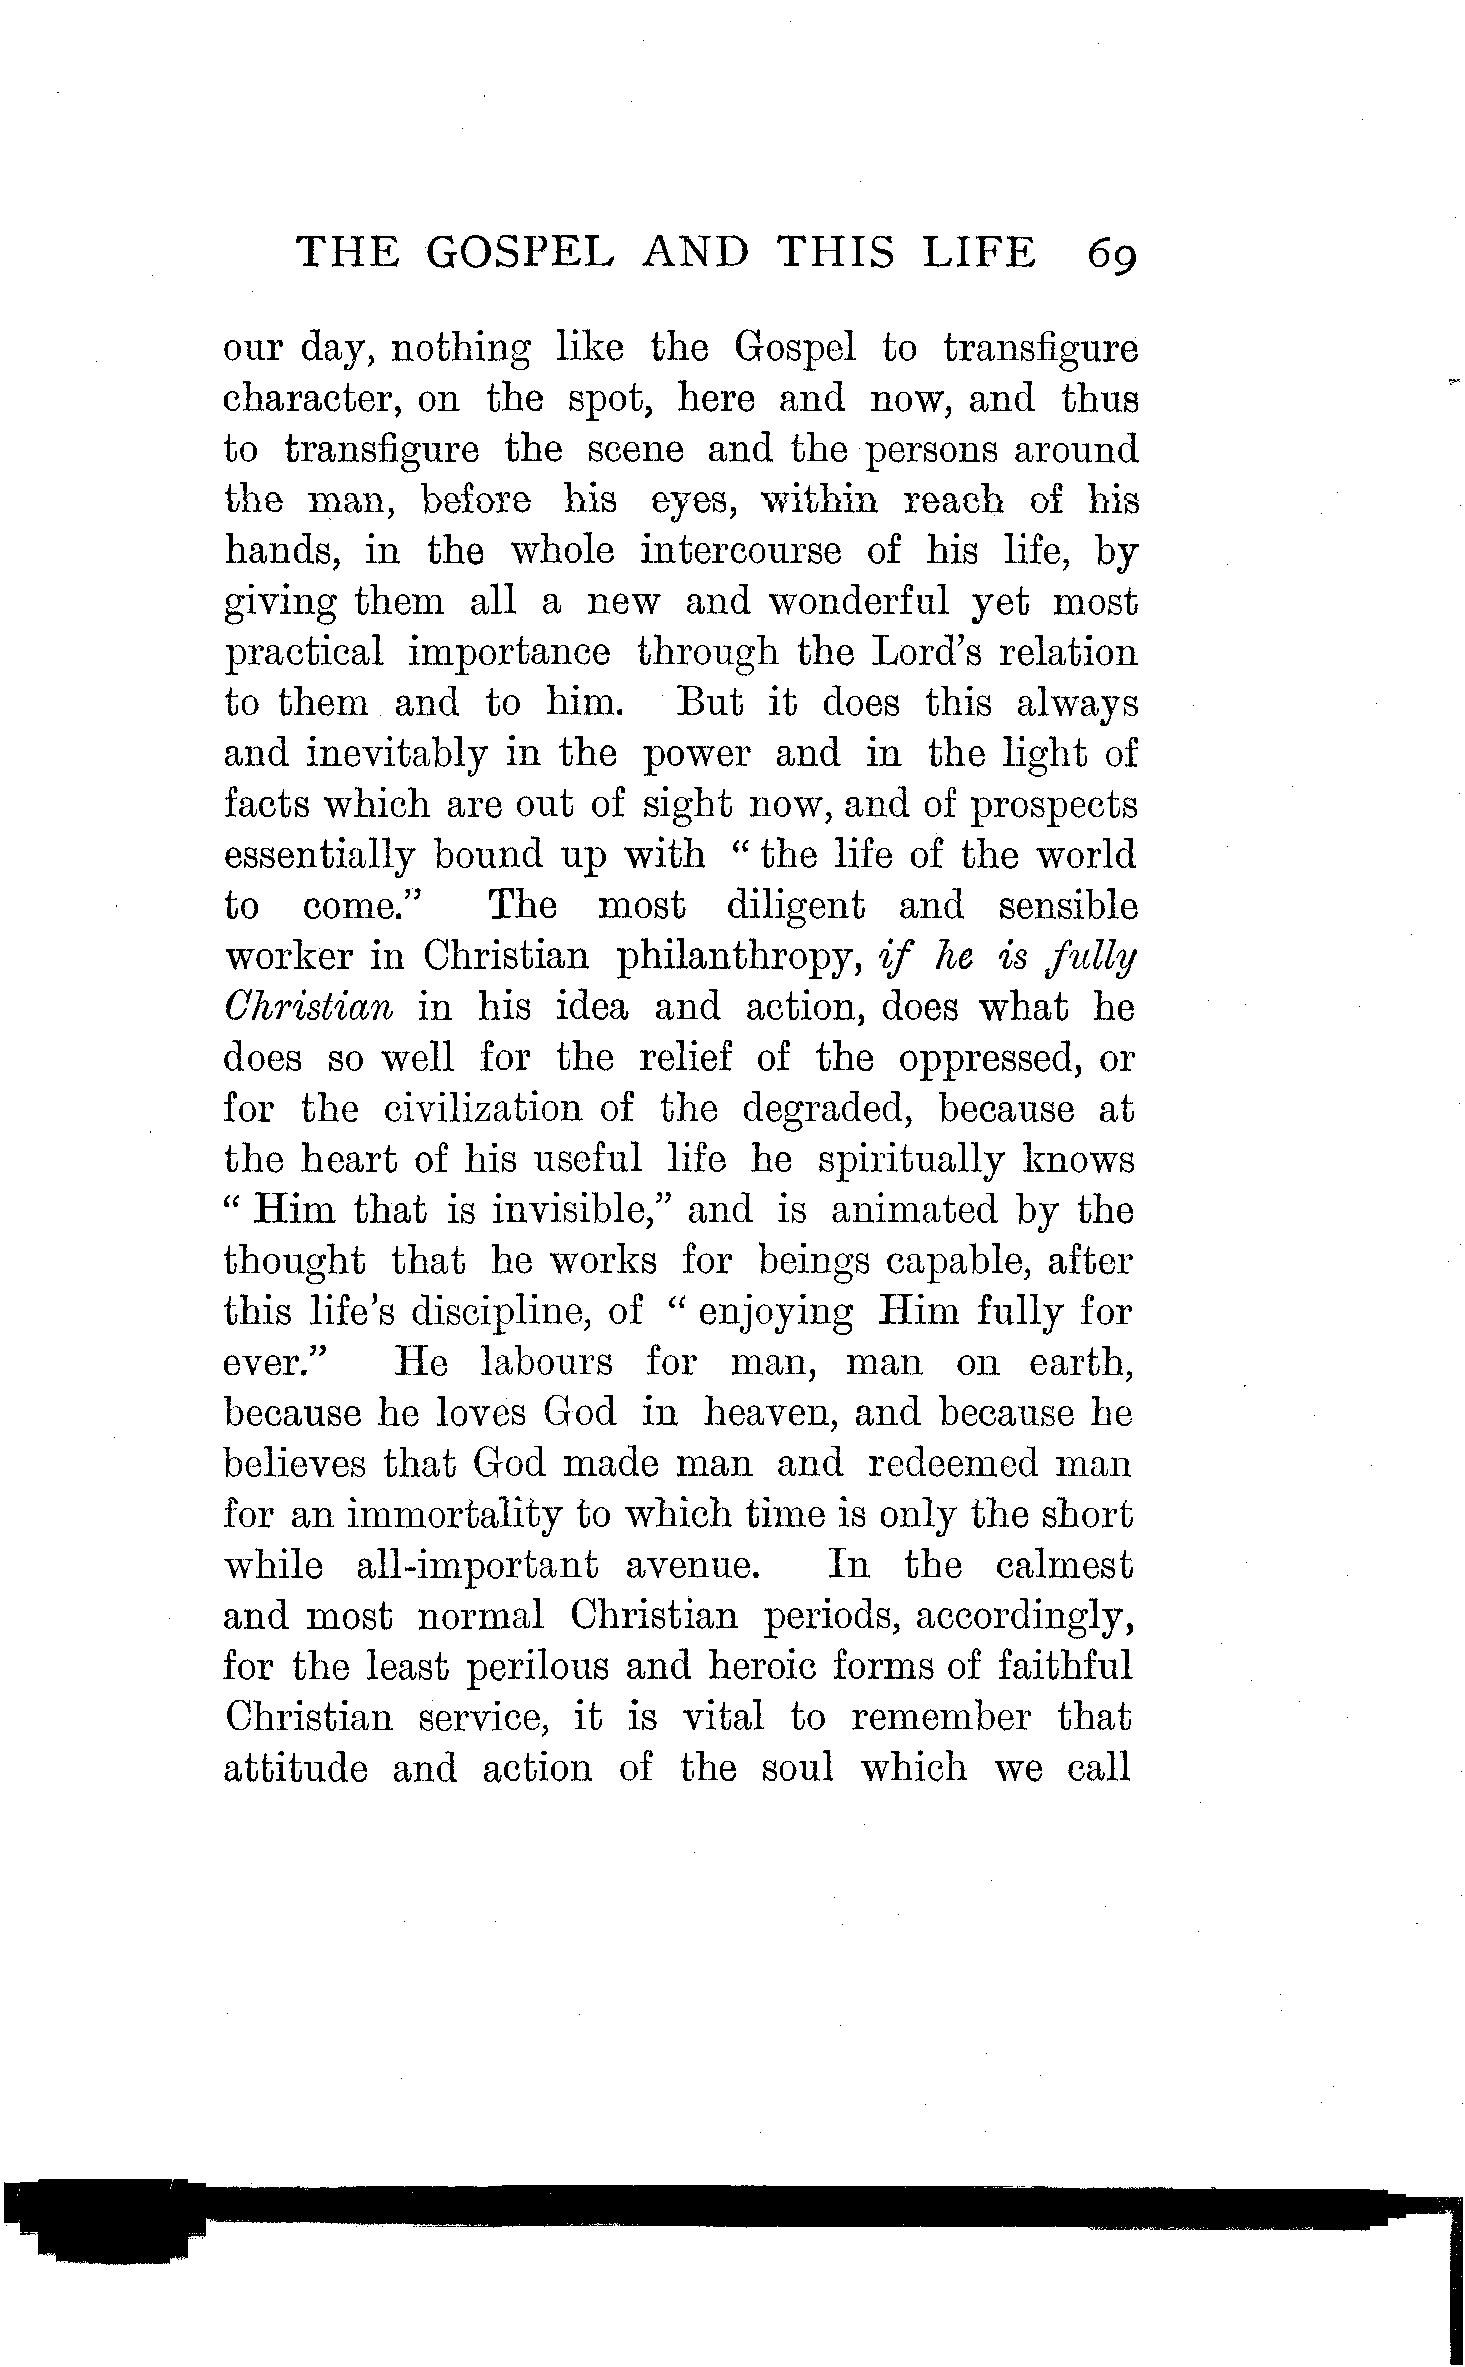 THE GOSPEL AND THIS LIFE 69
our day, nothing like the Gospel to transfigure
character, on the spot, here and now, and thus
to transfigure the scene and the persons around
the man, before his eyes, within reach of his
hands, in the whole intercourse of his life, by
giving them all a new and wonderful yet most
practical importance through the Lord's relation
to them and to him. But it does this always
and inevitably in the power and in the light of
facts which are out of sight now, and of prospects
essentially bound up with “ the life of the world
to come.” The most diligent and sensible
worker in Christian philanthropy, if he is fully
Christian in his idea and action, does what he
does so well for the relief of the oppressed, or
for the civilization of the degraded, because at
the heart of his useful life he spiritually knows
“ Him that is invisible,” and is animated by the
thought that he works for beings capable, after
this life's discipline, of “ enjoying Him fully for
ever.” He labours for man, man on earth,
because he loves God in heaven, and because he
believes that God made man and redeemed man
for an immortality to which time is only the short
while all-important avenue. In the calmest
and most normal Christian periods, accordingly,
for the least perilous and heroic forms of faithful
Christian service, it is vital to remember that
attitude and action of the soul which we call